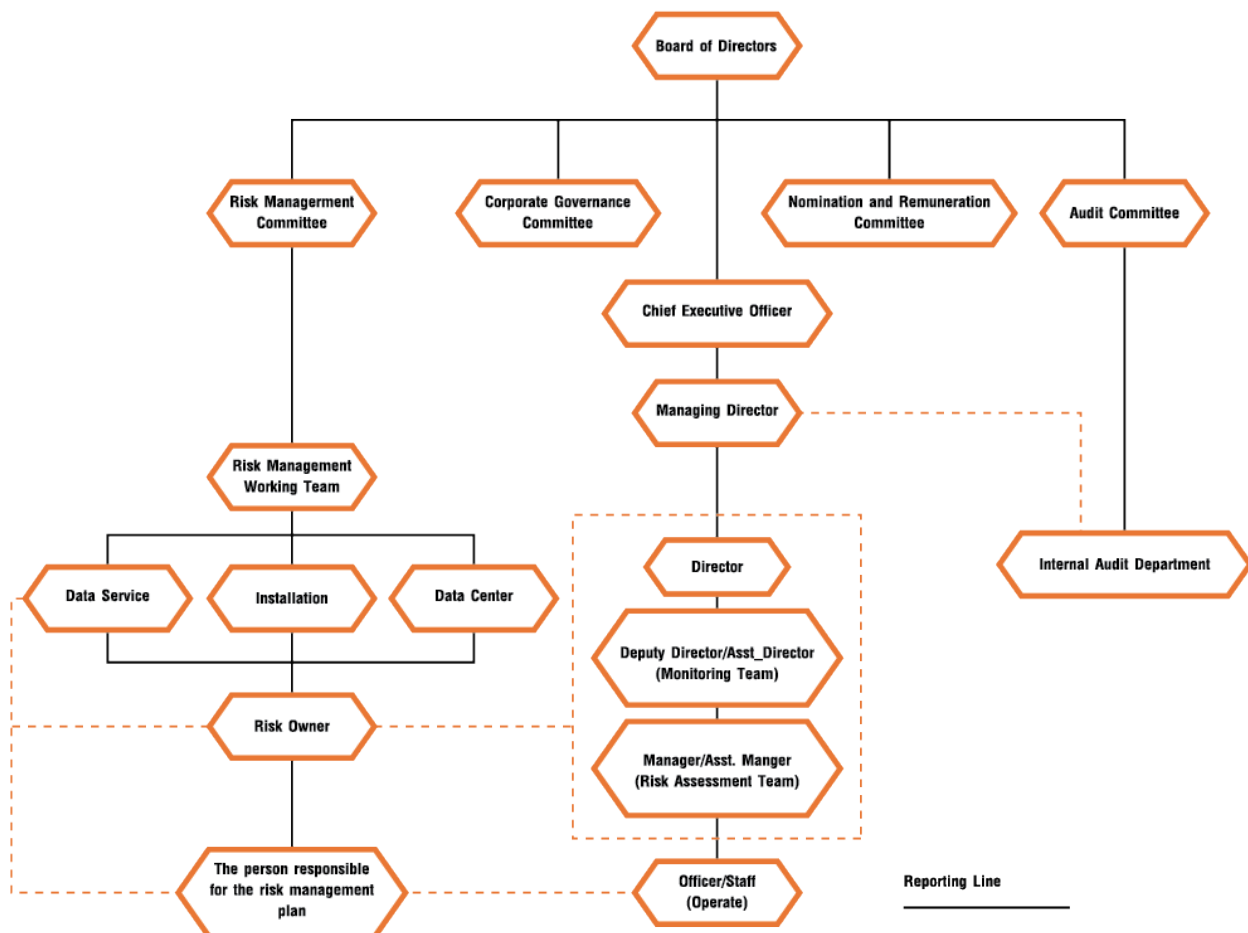 Board of Directors
Risk Managerment
Committee
Corporate Governance
Committee
Nomination and Remuneration
Committee
Audit Committee
Chief Executive Officer
Managing Director
Risk Management
Working Team
Data Service
Installation
Data Center
Director
Internal Audit Department
Deputy Director/Asst_Director
(Monitoring Team)
Risk Owner
Manager/Asst. Manger
(Risk Assessment Team)
The person responsible
for the risk management
plan
Officer/Staff
(Operate)
Reporting Line